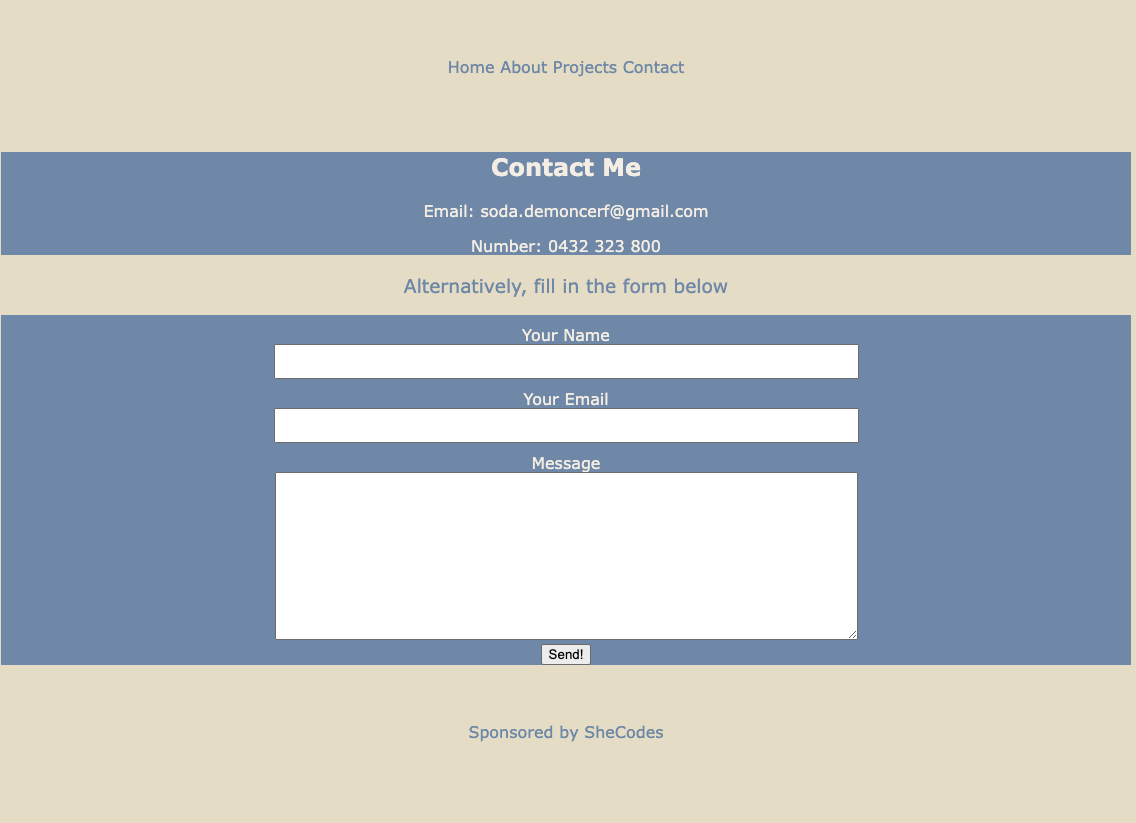 Home About Projects Contact
Contact Me
Email: soda.demoncerf@gmail.com
Number: 0432 323 800
Alternatively, fill in the form below
Your Name
Your Email
Message
Send!
Sponsored by SheCodes